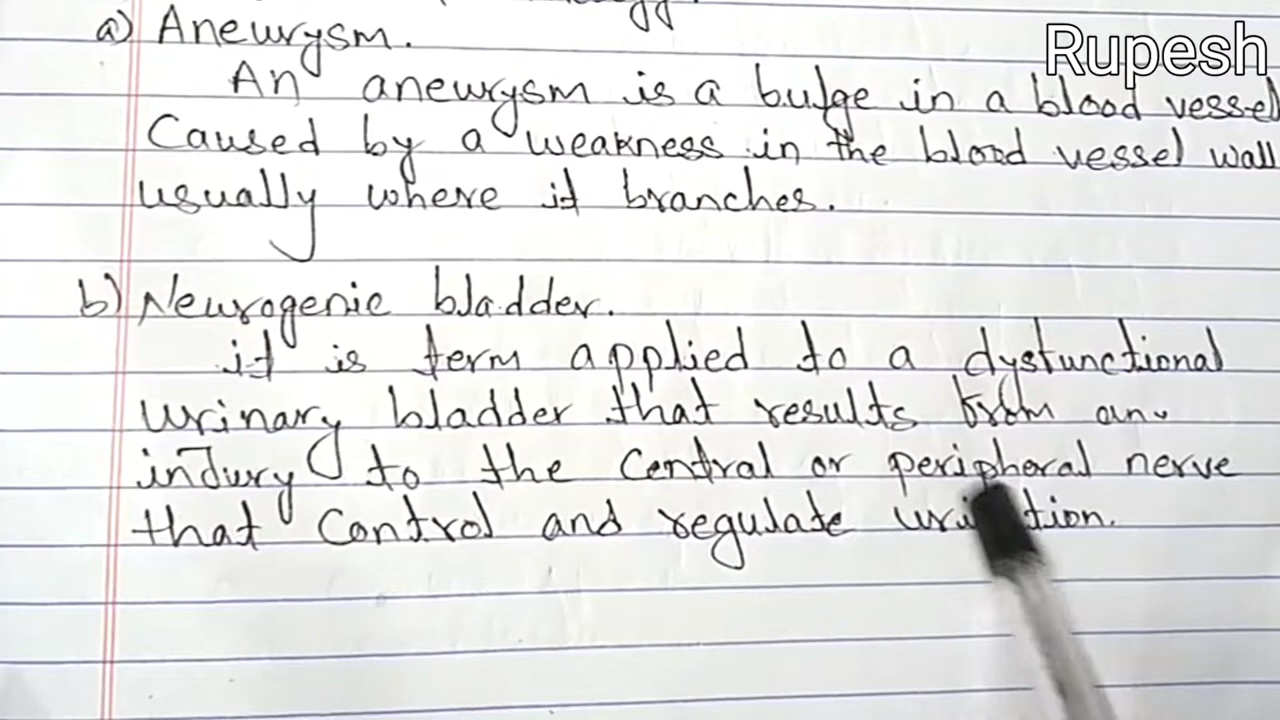 a) Aneurysm.
Rupesh
An aneurysm is a bulge in a blood vessel
Caused by a weakness in the blood vessel wall
usually where it branches.
b) Neurogenic bladder.
it is term applied to a dysfunctional
urinary bladder that results from any
injury to the central or peripheral nerve
that control and regulate